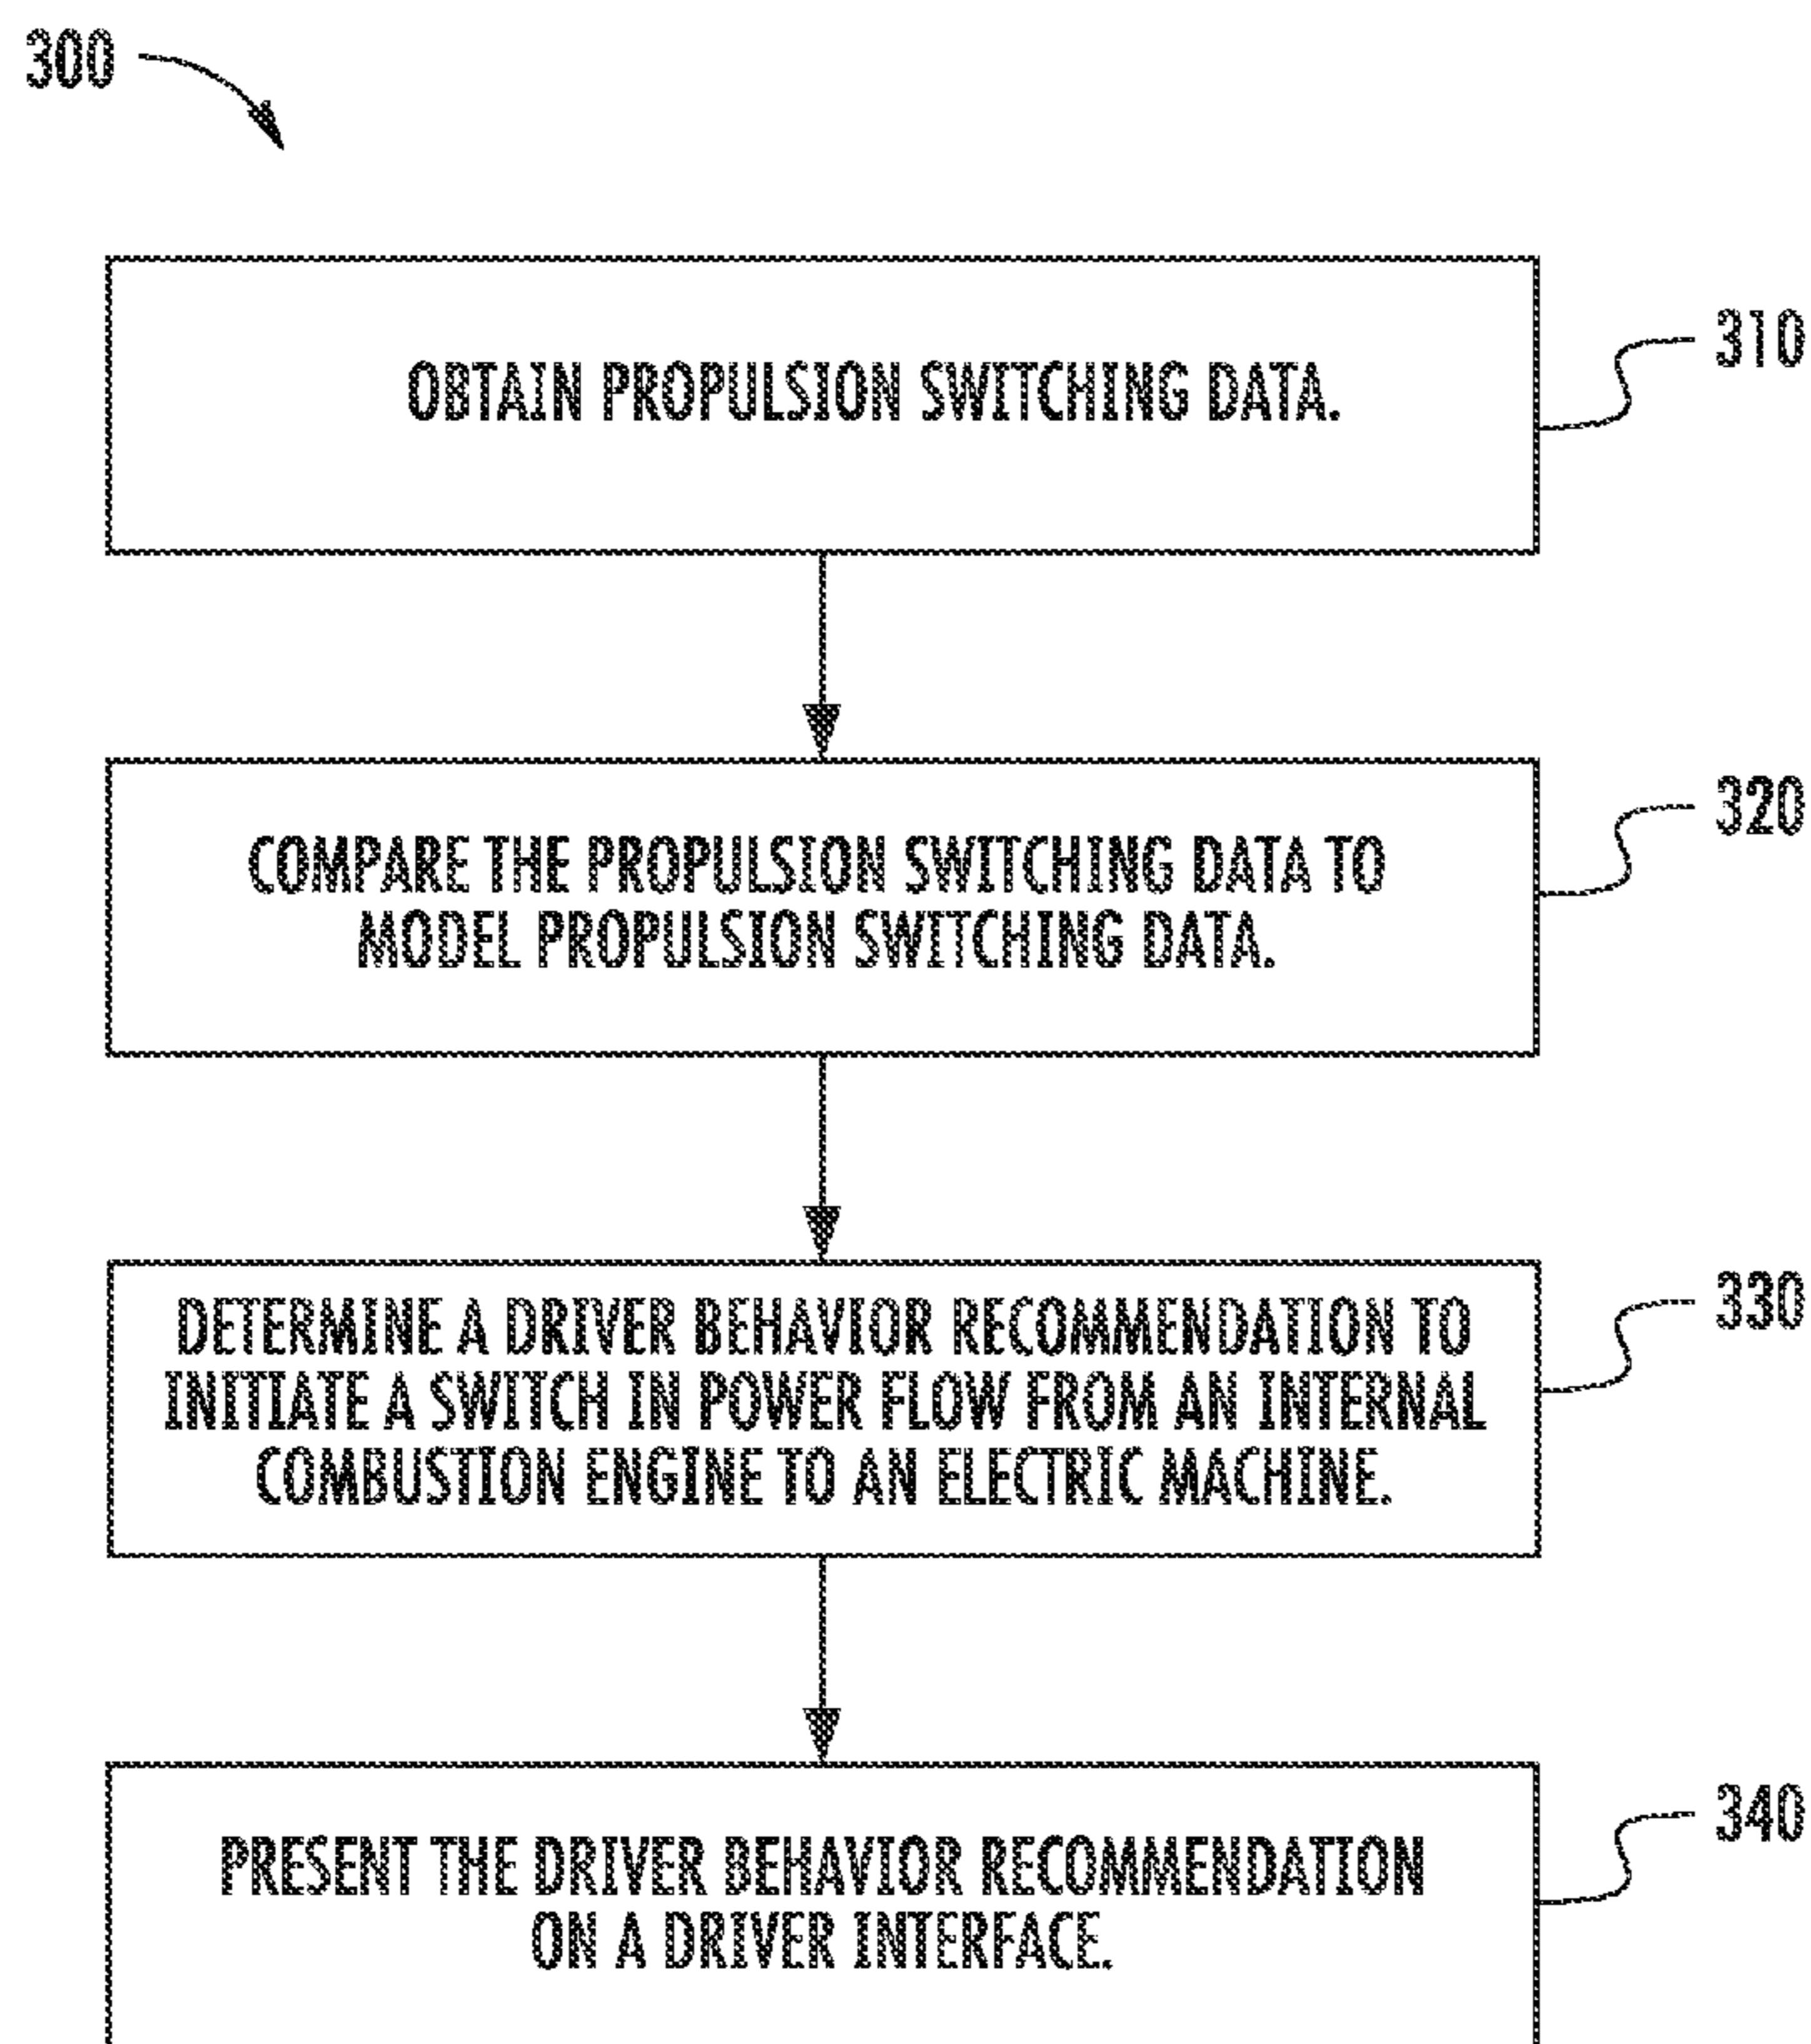 300
OBTAIN PROPULSION SWITCHING DATA.
310
COMPARE THE PROPULSION SWITCHING DATA TO
MODEL PROPULSION SWITCHING DATA.
320
DETERMINE A DRIVER BEHAVIOR RECOMMENDATION TO
INITIATE A SWITCH IN POWER FLOW FROM AN INTERNAL
COMBUSTION ENGINE TO AN ELECTRIC MACHINE.
330
PRESENT THE DRIVER BEHAVIOR RECOMMENDATION
ON A DRIVER INTERFACE.
340